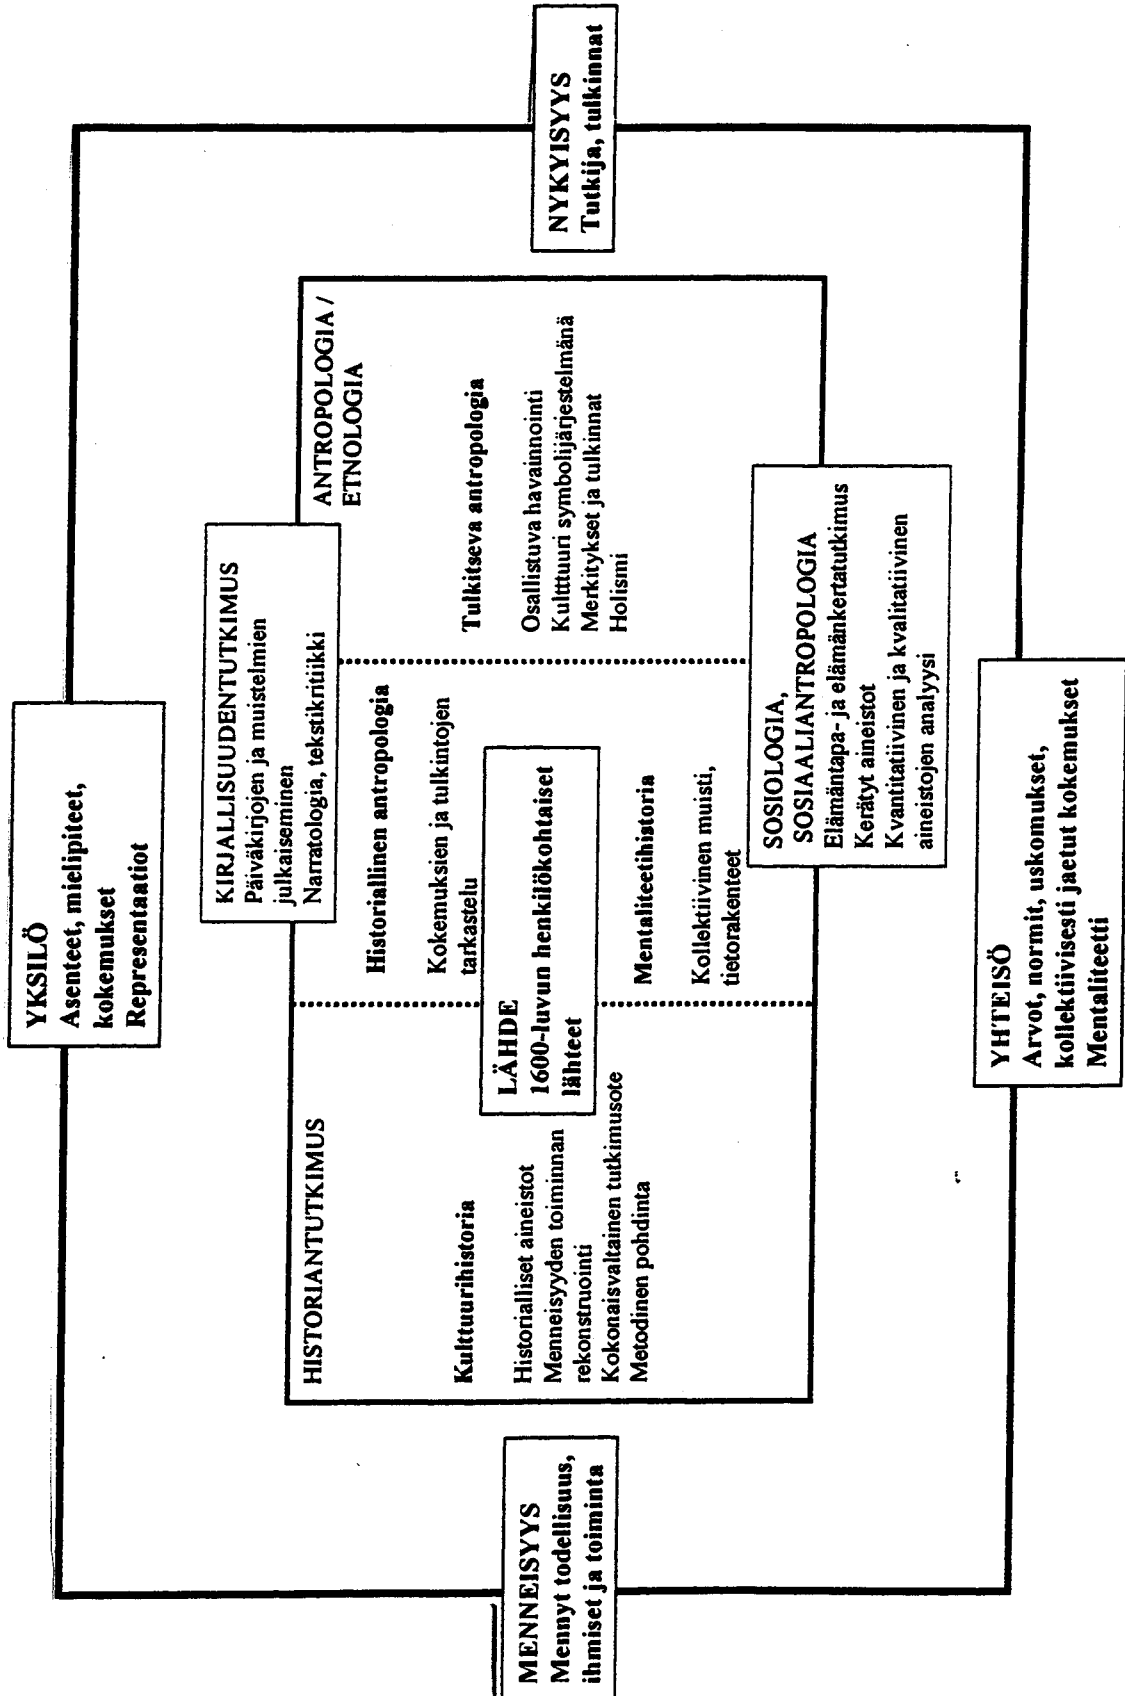 YKSILÖ
Asenteet, mielipiteet,
kokemukset
Representaatiot
KIRJALLISUUDENTUTKIMUS
Päiväkirjojen ja muistelmien
julkaiseminen
Narratologia, tekstikritiikki
HISTORIANTUTKIMUS
ANTROPOLOGIA /
ETNOLOGIA
Kulttuurihistoria
Historialliset aineistot
Menneisyyden toiminnan
rekonstruointi
Kokonaisvaltainen tutkimusote
Metodinen pohdinta
Historiallinen antropologia
Kokemuksien ja tulkintojen
tarkastelu
LÄHDE
1600-luvun henkilökohtaiset
lähteet
Mentaliteetihistoria
Kollektiivinen muisti,
tietorakenteet
Tulkitseva antropologia
Osallistuva havainnointi
Kultttuuri symbolijärjestelmänä
Merkitykset ja tulkinnat
Holismi
MENNEISYYS
Mennyt todellisuus,
ihmiset ja toiminta
NYKYISYYS
Tutkija, tulkinnat
SOSIOLOGIA,
SOSIAALIANTROPOLOGIA
Elämäntapa- ja elämänkertatutkimus
Kerätyt aineistot
Kvantitatiivinen ja kvalitatiivinen
aineistojen analyysi
YHTEISÖ
Arvot, normit, uskomukset,
kollektiivisesti jaetut kokemukset
Mentaliteetti